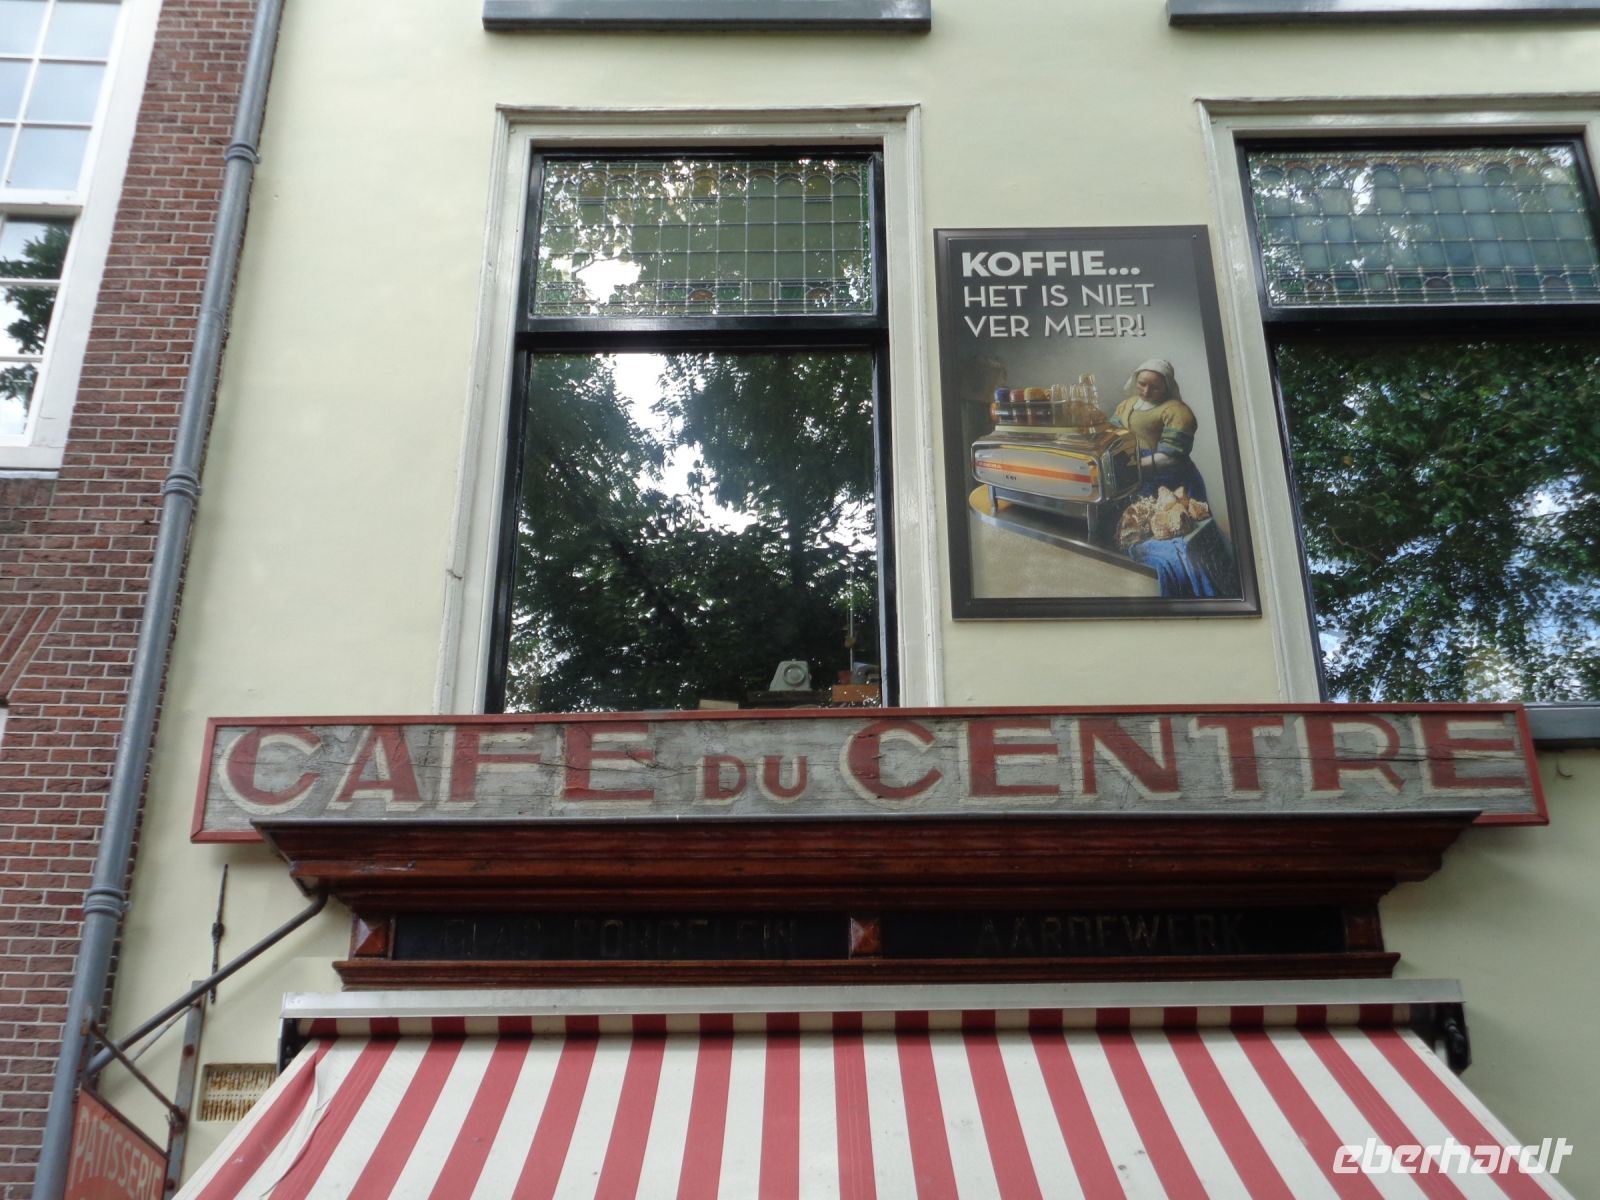 KOFFIE...
HET IS NIET
VER MEER!
CAFE DU CENTRE
GLAS PORCELEIN AARDEWERK
PATISSERIE
eberhardt